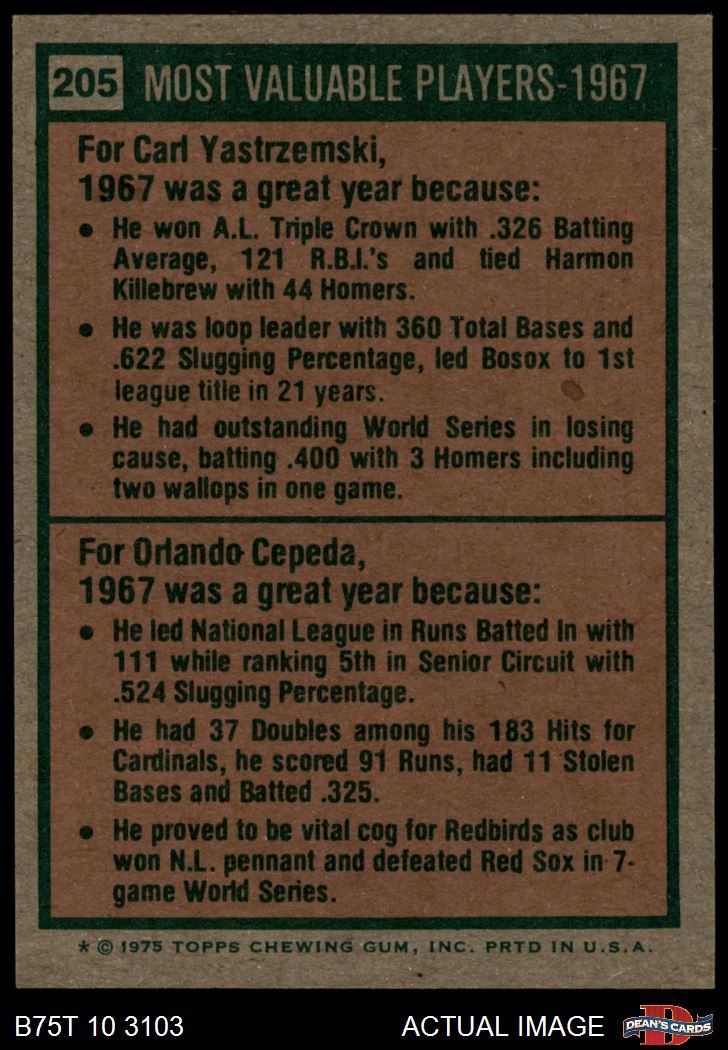 205 MOST VALUABLE PLAYERS-1967
For Carl Yastrzemski,
1967 was a great year because:
• He won A.L. Triple Crown with .326 Batting
Average, 121 R.B.I.'s and tied Harmon
Killebrew with 44 Homers.
• He was loop leader with 360 Total Bases and
.622 Slugging Percentage, led Bosox to 1st
league title in 21 years.
• He had outstanding World Series in losing
cause, batting .400 with 3 Homers including
two wallops in one game.
For Orlando Cepeda,
1967 was a great year because:
• He led National League in Runs Batted In with
111 while ranking 5th in Senior Circuit with
.524 Slugging Percentage.
• He had 37 Doubles among his 183 Hits for
Cardinals, he scored 91 Runs, had 11 Stolen
Bases and Batted .325.
• He proved to be vital cog for Redbirds as club
won N.L. pennant and defeated Red Sox in 7-
game World Series.
* © 1975 TOPPS CHEWING GUM, INC. PRTD IN U.S.A.
B75T 10 3103 ACTUAL IMAGE D DEAN'S CARDS